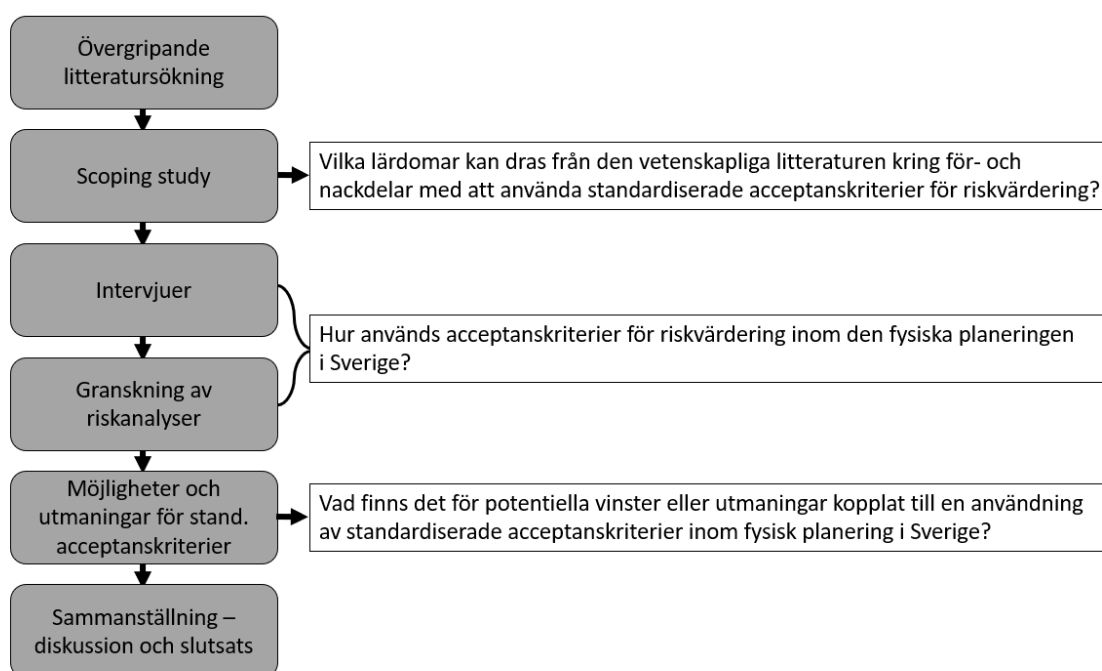 Övergripande
litteratursökning
Scoping study
Vilka lärdomar kan dras från den vetenskapliga litteraturen kring för- och
nackdelar med att använda standardiserade acceptanskriterier för riskvärdering?
Intervjuer
Hur används acceptanskriterier för riskvärdering inom den fysiska planeringen
i Sverige?
Granskning av
riskanalyser
Möjligheter och
utmaningar för stand.
acceptanskriterier
Vad finns det för potentiella vinster eller utmaningar kopplat till en användning
av standardiserade acceptanskriterier inom fysisk planering i Sverige?
Sammanställning –
diskussion och slutsats